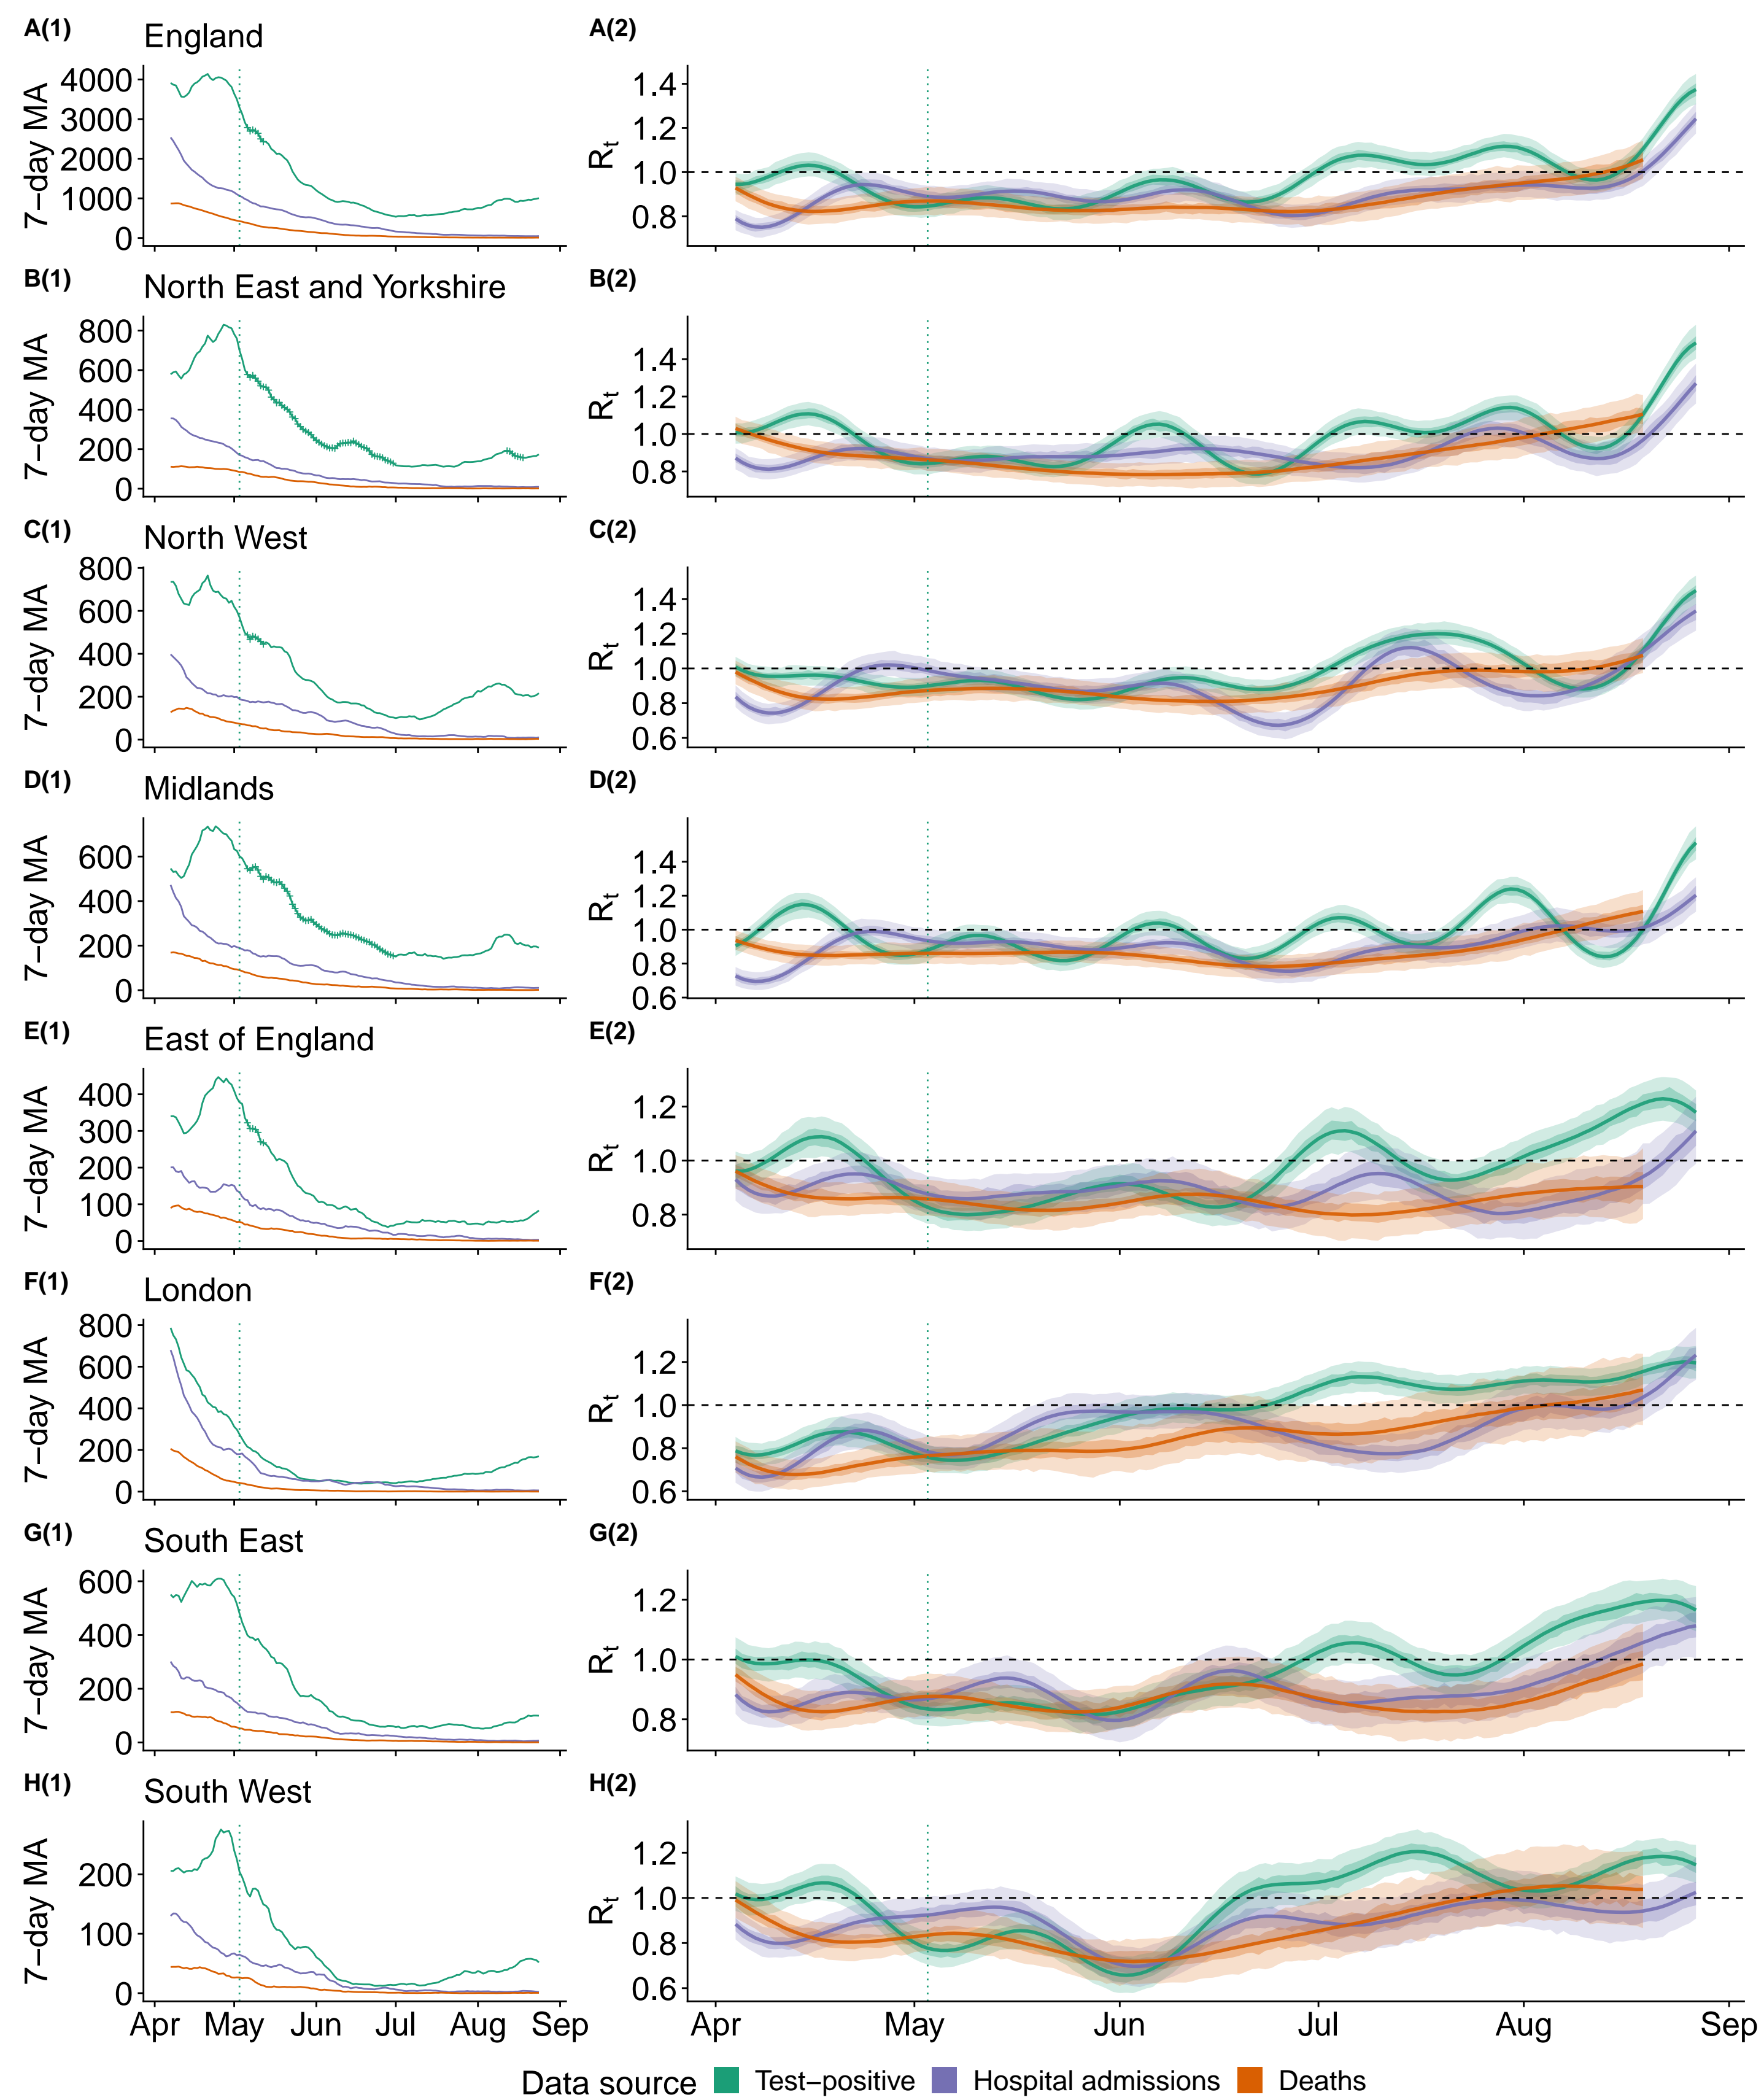 A(1) England A(2)
7−day MA
4000
3000
2000
1000
0
Rt
1.4
1.2
1.0
0.8
B(1) North East and Yorkshire B(2)
7−day MA
800
600
400
200
0
Rt
1.4
1.2
1.0
0.8
C(1) North West C(2)
7−day MA
800
600
400
200
0
Rt
1.4
1.2
1.0
0.8
0.6
D(1) Midlands D(2)
7−day MA
600
400
200
0
Rt
1.4
1.2
1.0
0.8
0.6
E(1) East of England E(2)
7−day MA
400
300
200
100
0
Rt
1.2
1.0
0.8
F(1) London F(2)
7−day MA
800
600
400
200
0
Rt
1.2
1.0
0.8
0.6
G(1) South East G(2)
7−day MA
600
400
200
0
Rt
1.2
1.0
0.8
H(1) South West H(2)
7−day MA
200
100
0
Rt
1.2
1.0
0.8
0.6
Apr May Jun Jul Aug Sep Apr May Jun Jul Aug Sep
Data source Test−positive Hospital admissions Deaths